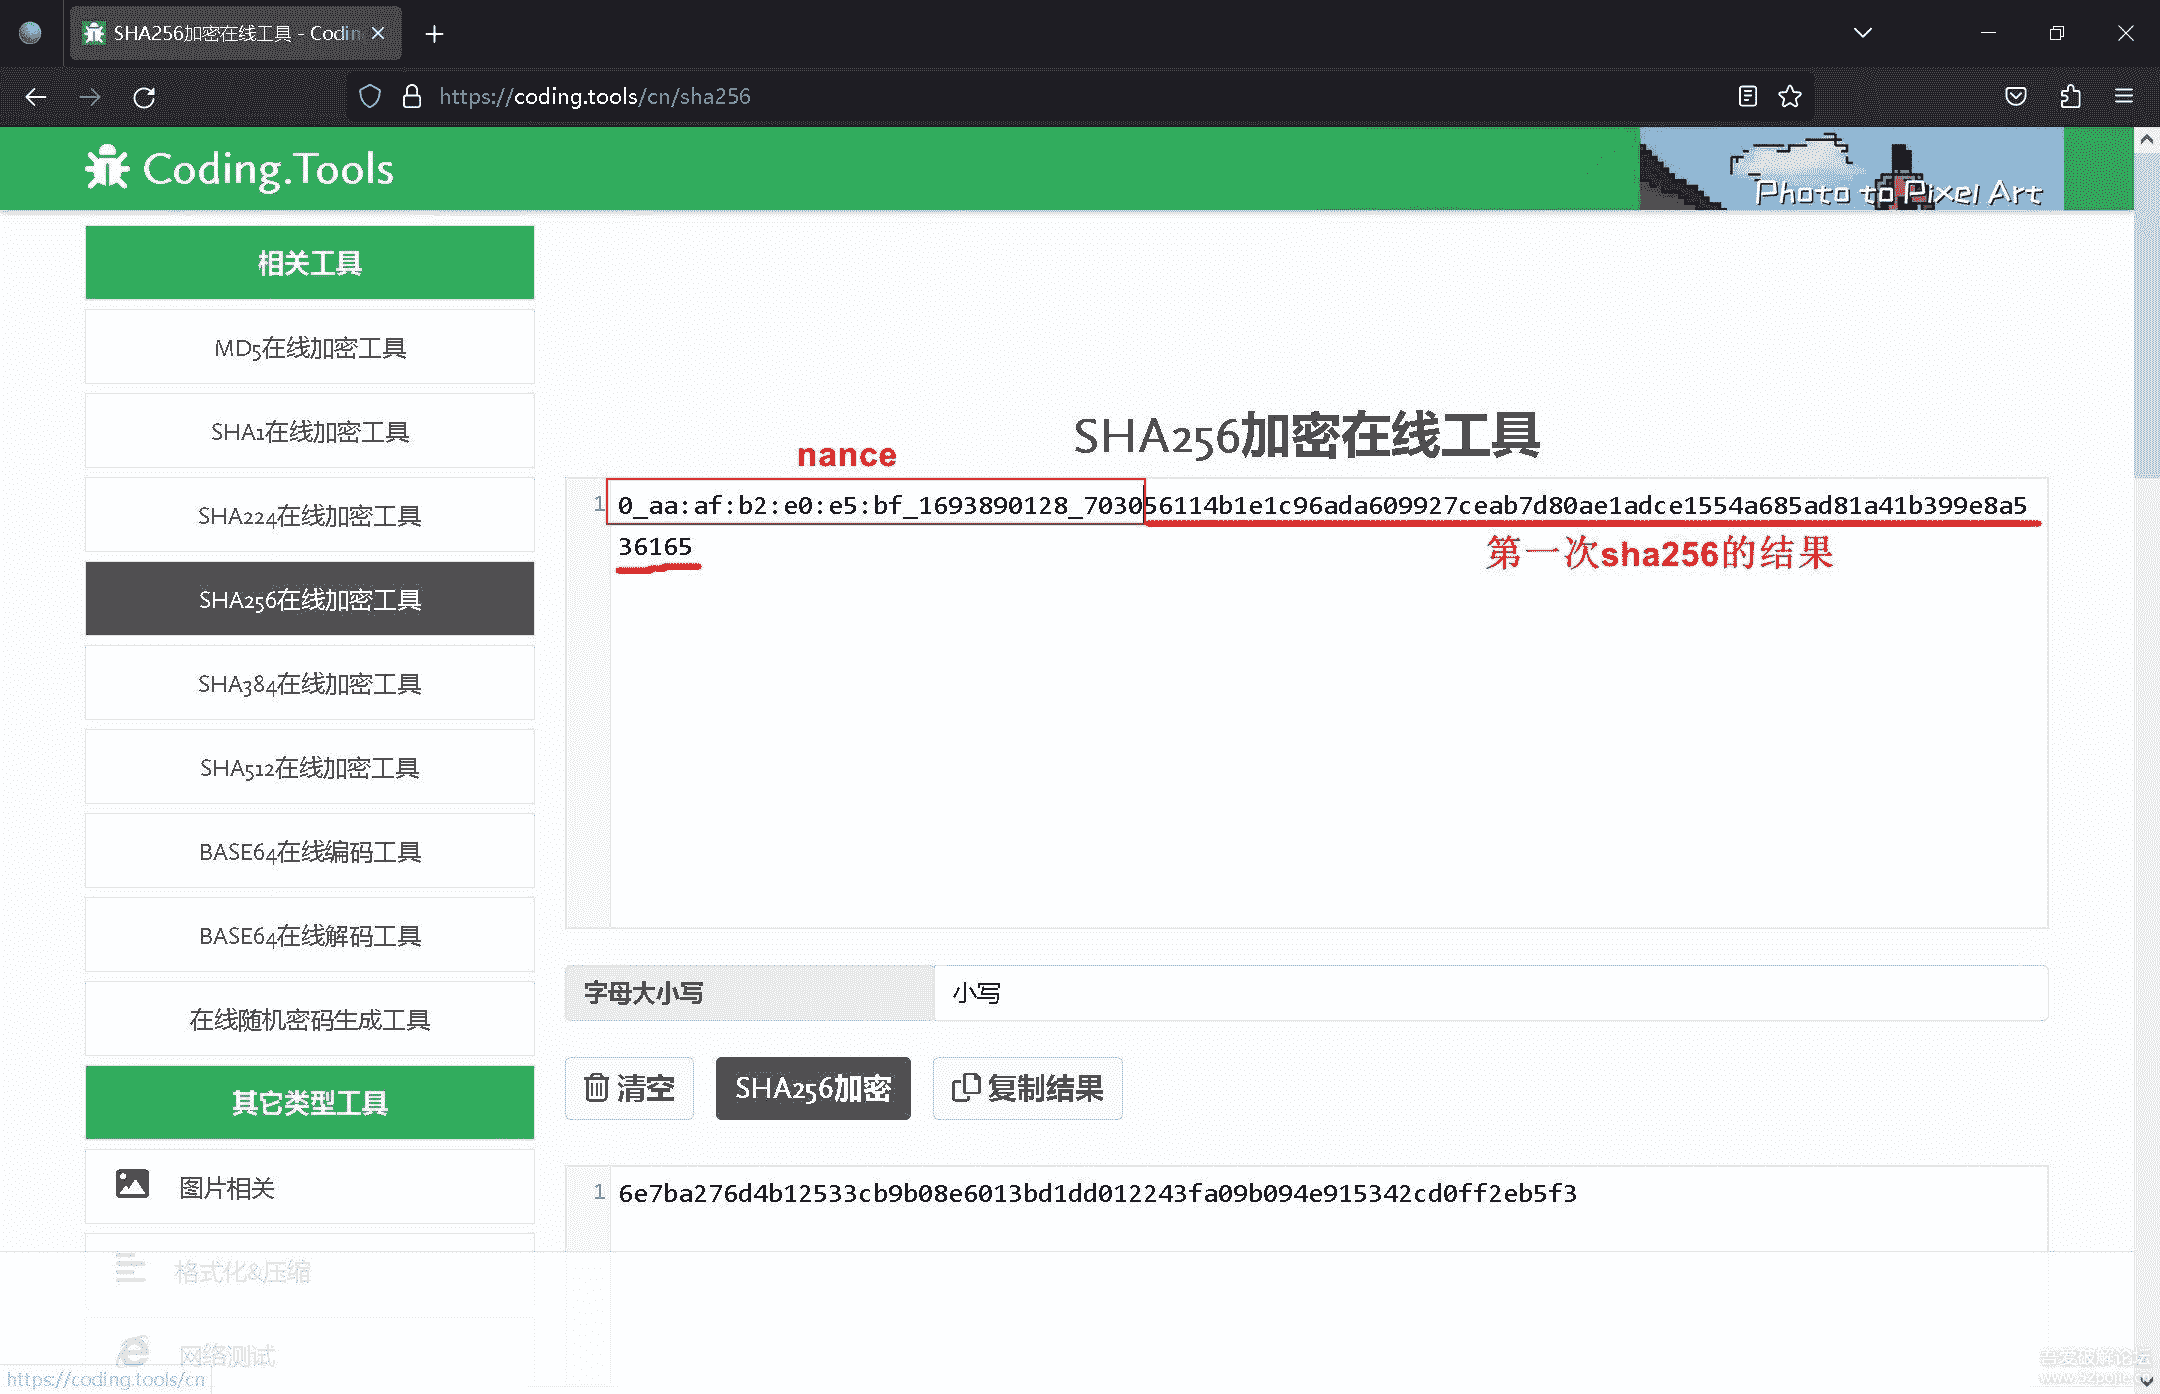 SHA256加密在线工具 - Codin
https://coding.tools/cn/sha256
Coding.Tools
Photo to Pixel Art
相关工具
MD5在线加密工具
SHA1在线加密工具
SHA224在线加密工具
SHA256在线加密工具
SHA384在线加密工具
SHA512在线加密工具
BASE64在线编码工具
BASE64在线解码工具
在线随机密码生成工具
其它类型工具
图片相关
格式化&压缩
网络测试
SHA256加密在线工具
nance
1 0_aa:af:b2:e0:e5:bf_1693890128_703056114b1e1c96ada609927ceab7d80ae1adce1554a685ad81a41b399e8a5
36165
第一次sha256的结果
字母大小写 小写
清空 SHA256加密 复制结果
1 6e7ba276d4b12533cb9b08e6013bd1dd012243fa09b094e915342cd0ff2eb5f3
https://coding.tools/cn
吾爱破解论坛